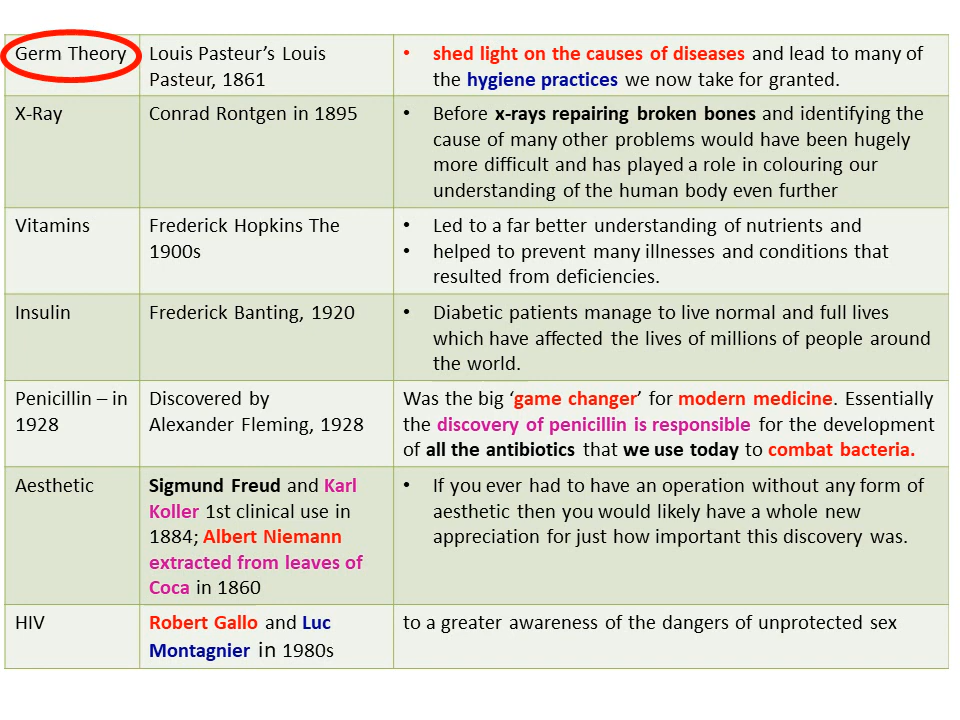 Germ Theory
Louis Pasteur’s Louis
Pasteur, 1861
• shed light on the causes of diseases and lead to many of
the hygiene practices we now take for granted.
X-Ray
Conrad Rontgen in 1895
• Before x-rays repairing broken bones and identifying the
cause of many other problems would have been hugely
more difficult and has played a role in colouring our
understanding of the human body even further
Vitamins
Frederick Hopkins The
1900s
• Led to a far better understanding of nutrients and
• helped to prevent many illnesses and conditions that
resulted from deficiencies.
Insulin
Frederick Banting, 1920
• Diabetic patients manage to live normal and full lives
which have affected the lives of millions of people around
the world.
Penicillin – in
1928
Discovered by
Alexander Fleming, 1928
Was the big ‘game changer’ for modern medicine. Essentially
the discovery of penicillin is responsible for the development
of all the antibiotics that we use today to combat bacteria.
Aesthetic
Sigmund Freud and Karl
Koller 1st clinical use in
1884; Albert Niemann
extracted from leaves of
Coca in 1860
• If you ever had to have an operation without any form of
aesthetic then you would likely have a whole new
appreciation for just how important this discovery was.
HIV
Robert Gallo and Luc
Montagnier in 1980s
to a greater awareness of the dangers of unprotected sex